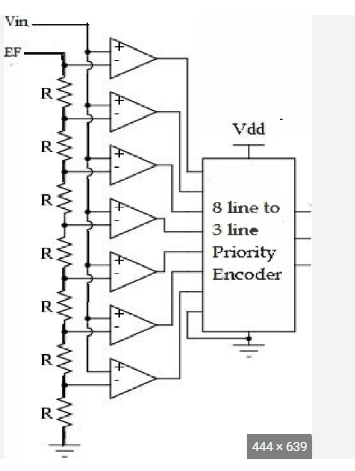 Vin
EF
+
-
R
+
-
R
+
-
R
+
-
R
+
-
R
+
-
R
+
-
R
Vdd
8 line to
3 line
Priority
Encoder
444 × 639